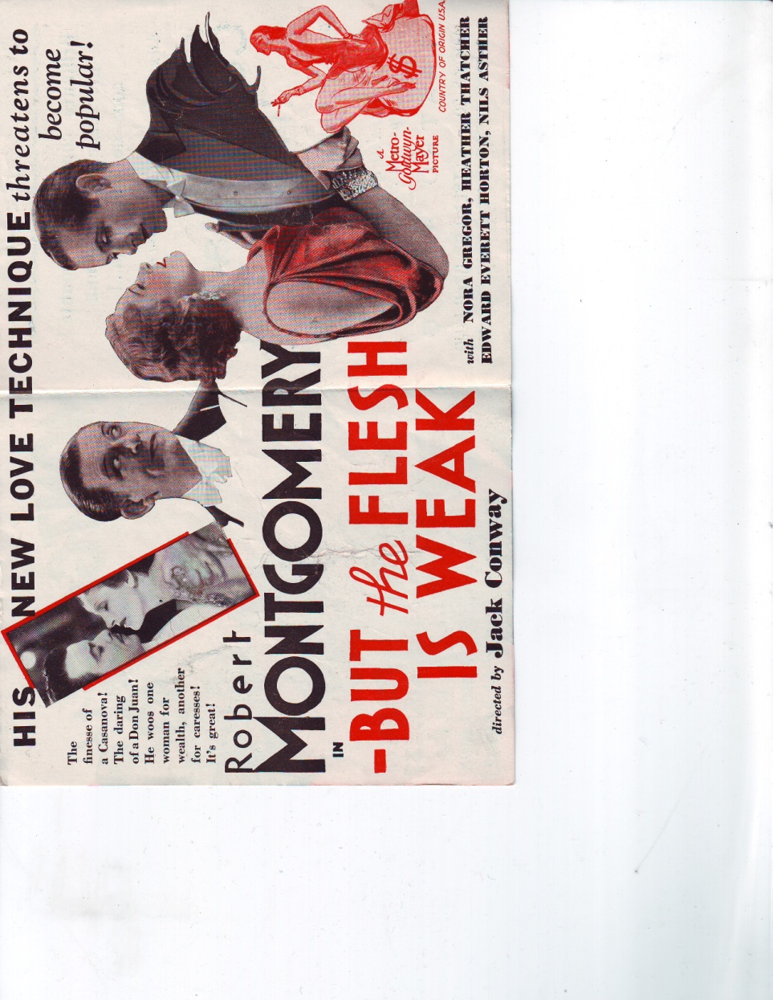 HIS NEW LOVE TECHNIQUE threatens to
become
popular!
The
finesse of
a Casanova!
The daring
of a Don Juan!
He woos one
woman for
wealth, another
for caresses!
It's great!
Robert
MONTGOMERY
IN
—BUT the FLESH
IS WEAK
directed by Jack Conway
$
COUNTRY OF ORIGIN U.S.A.
A
Metro-
Goldwyn-
Mayer
PICTURE
with NORA GREGOR, HEATHER THATCHER
EDWARD EVERETT HORTON, NILS ASTHER